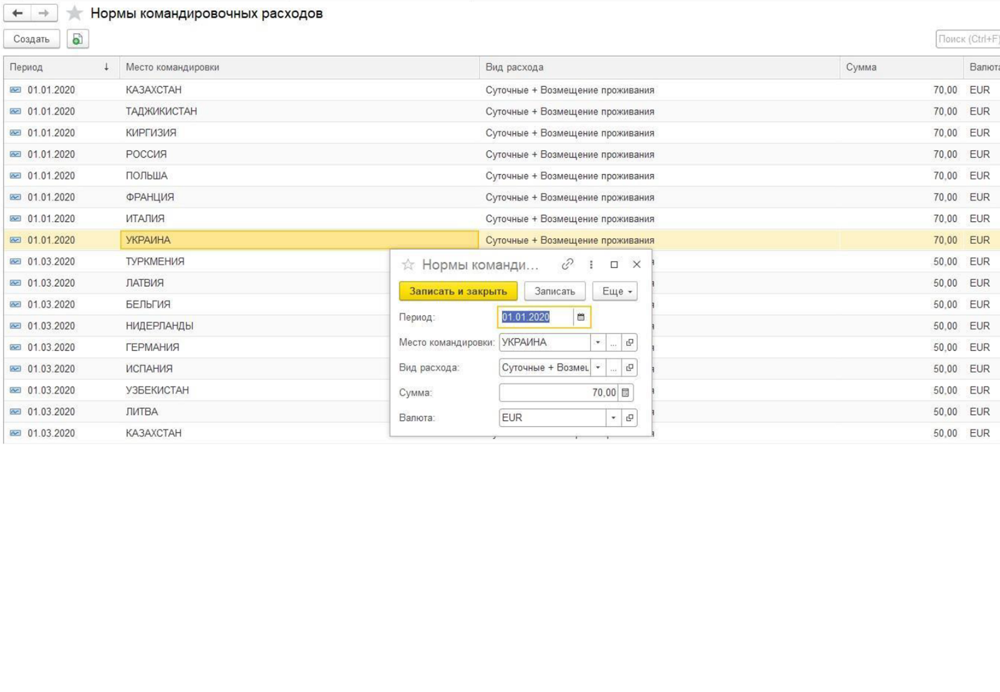 Нормы командировочных расходов
Создать
Поиск (Ctrl+F)
Период ↓ Место командировки Вид расхода Сумма Валюта
01.01.2020 КАЗАХСТАН Суточные + Возмещение проживания 70,00 EUR
01.01.2020 ТАДЖИКИСТАН Суточные + Возмещение проживания 70,00 EUR
01.01.2020 КИРГИЗИЯ Суточные + Возмещение проживания 70,00 EUR
01.01.2020 РОССИЯ Суточные + Возмещение проживания 70,00 EUR
01.01.2020 ПОЛЬША Суточные + Возмещение проживания 70,00 EUR
01.01.2020 ФРАНЦИЯ Суточные + Возмещение проживания 70,00 EUR
01.01.2020 ИТАЛИЯ Суточные + Возмещение проживания 70,00 EUR
01.01.2020 УКРАИНА Суточные + Возмещение проживания 70,00 EUR
01.03.2020 ТУРКМЕНИЯ 50,00 EUR
01.03.2020 ЛАТВИЯ 50,00 EUR
01.03.2020 БЕЛЬГИЯ 50,00 EUR
01.03.2020 НИДЕРЛАНДЫ 50,00 EUR
01.03.2020 ГЕРМАНИЯ 50,00 EUR
01.03.2020 ИСПАНИЯ 50,00 EUR
01.03.2020 УЗБЕКИСТАН 50,00 EUR
01.03.2020 ЛИТВА 50,00 EUR
01.03.2020 КАЗАХСТАН 50,00 EUR
Нормы команди...
Записать и закрыть Записать Еще
Период: 01.01.2020
Место командировки: УКРАИНА ...
Вид расхода: Суточные + Возмещ ...
Сумма: 70,00
Валюта: EUR